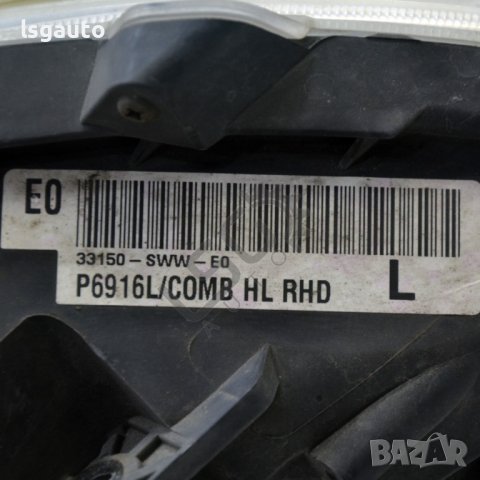 lsgauto
E0
33150-SWW-E0
P6916L/COMB HL RHD
L
BAZAR